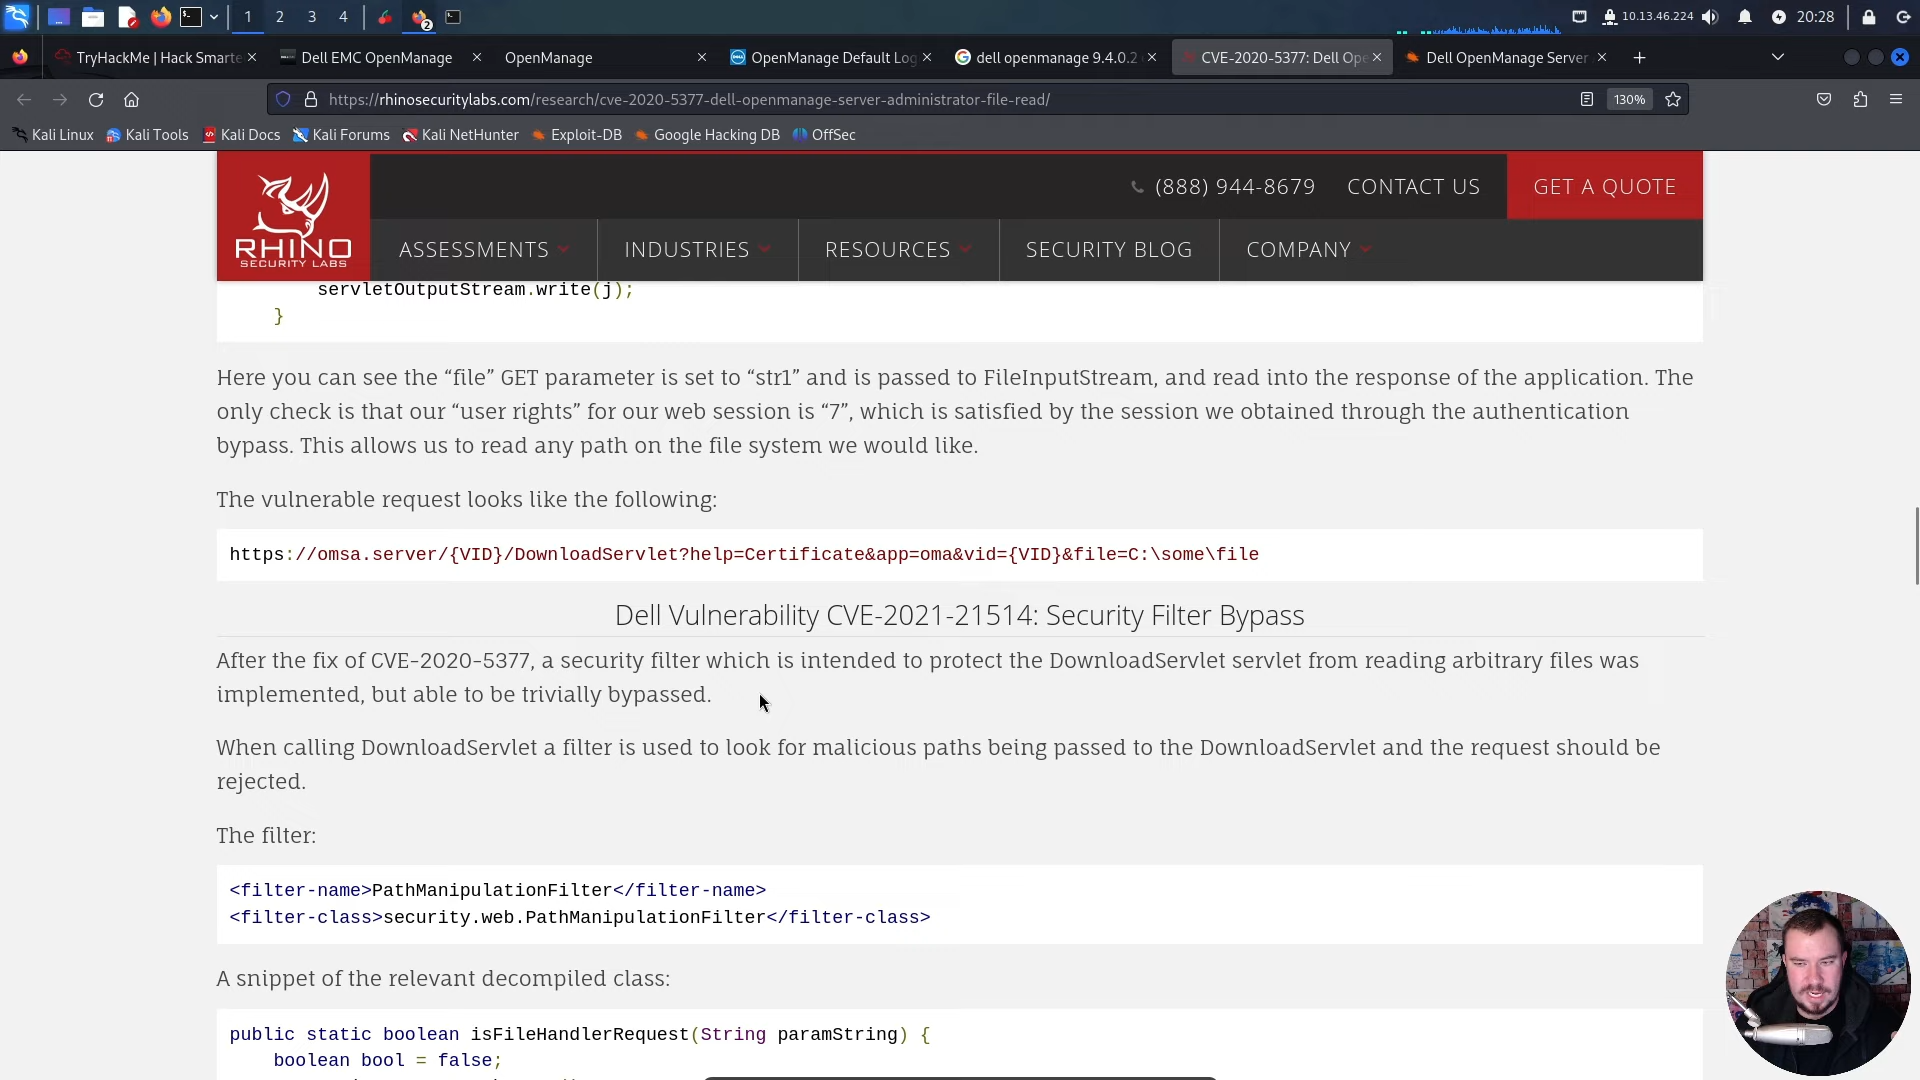 1 2 3 4 2 10.13.46.224 20:28
TryHackMe | Hack Smarte Dell EMC OpenManage OpenManage OpenManage Default Log dell openmanage 9.4.0.2 CVE-2020-5377: Dell Ope Dell OpenManage Server
https://rhinosecuritylabs.com/research/cve-2020-5377-dell-openmanage-server-administrator-file-read/ 130%
Kali Linux Kali Tools Kali Docs Kali Forums Kali NetHunter Exploit-DB Google Hacking DB OffSec
(888) 944-8679 CONTACT US GET A QUOTE
RHINO
SECURITY LABS
ASSESSMENTS INDUSTRIES RESOURCES SECURITY BLOG COMPANY
servletOutputStream.write(j);
}
Here you can see the “file” GET parameter is set to “str1” and is passed to FileInputStream, and read into the response of the application. The
only check is that our “user rights” for our web session is “7”, which is satisfied by the session we obtained through the authentication
bypass. This allows us to read any path on the file system we would like.
The vulnerable request looks like the following:
https://omsa.server/{VID}/DownloadServlet?help=Certificate&app=oma&vid={VID}&file=C:\some\file
Dell Vulnerability CVE-2021-21514: Security Filter Bypass
After the fix of CVE-2020-5377, a security filter which is intended to protect the DownloadServlet servlet from reading arbitrary files was
implemented, but able to be trivially bypassed.
When calling DownloadServlet a filter is used to look for malicious paths being passed to the DownloadServlet and the request should be
rejected.
The filter:
<filter-name>PathManipulationFilter</filter-name>
<filter-class>security.web.PathManipulationFilter</filter-class>
A snippet of the relevant decompiled class:
public static boolean isFileHandlerRequest(String paramString) {
boolean bool = false;